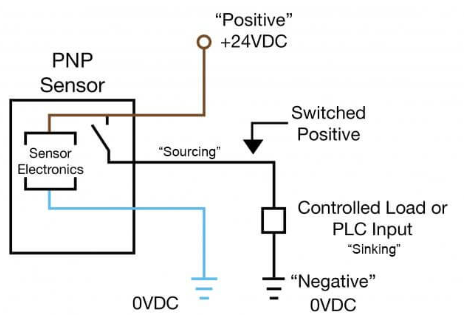 “Positive”
+24VDC
PNP
Sensor
Switched
Positive
Sensor
Electronics
“Sourcing”
Controlled Load or
PLC Input
“Sinking”
“Negative”
0VDC
0VDC